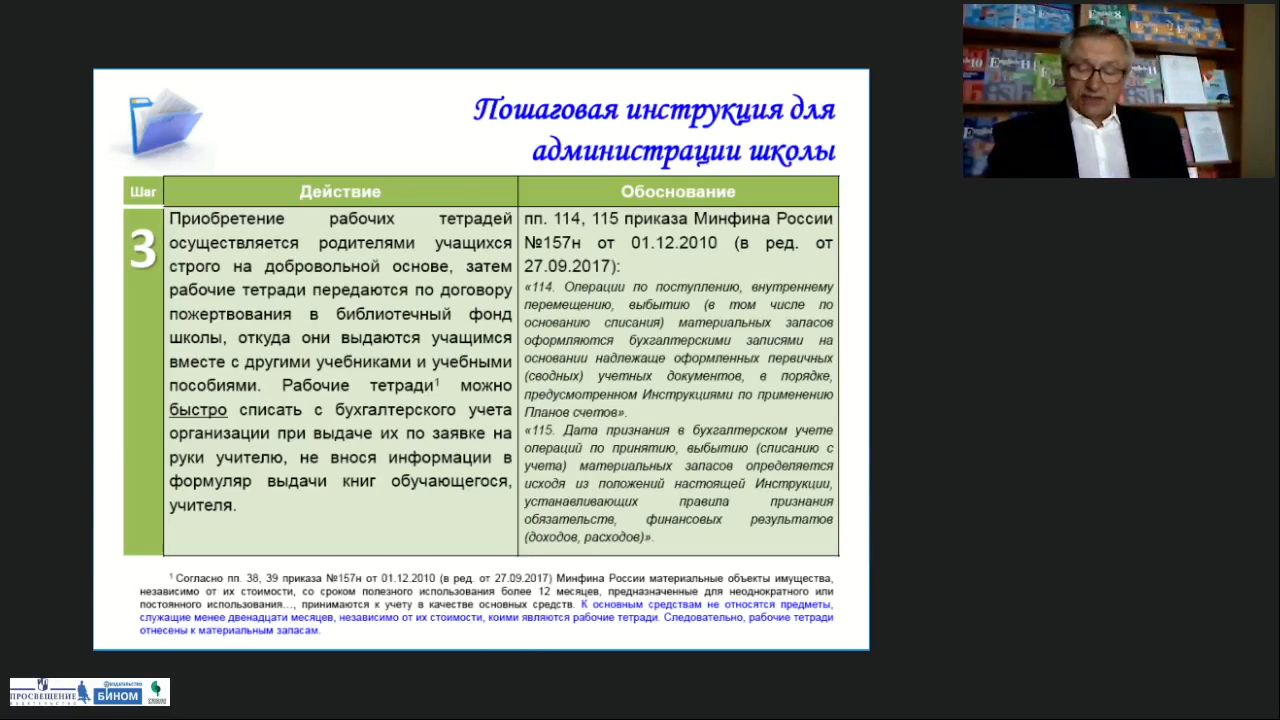 Пошаговая инструкция для
администрации школы
Шаг
Действие
Обоснование
3
Приобретение рабочих тетрадей
осуществляется родителями учащихся
строго на добровольной основе, затем
рабочие тетради передаются по договору
пожертвования в библиотечный фонд
школы, откуда они выдаются учащимся
вместе с другими учебниками и учебными
пособиями. Рабочие тетради¹ можно
быстро списать с бухгалтерского учета
организации при выдаче их по заявке на
руки учителю, не внося информации в
формуляр выдачи книг обучающегося,
учителя.
пп. 114, 115 приказа Минфина России
№157н от 01.12.2010 (в ред. от
27.09.2017):
«114. Операции по поступлению, внутреннему
перемещению, выбытию (в том числе по
основанию списания) материальных запасов
оформляются бухгалтерскими записями на
основании надлежаще оформленных первичных
(сводных) учетных документов, в порядке,
предусмотренном Инструкциями по применению
Планов счетов».
«115. Дата признания в бухгалтерском учете
операций по принятию, выбытию (списанию с
учета) материальных запасов определяется
исходя из положений настоящей Инструкции,
устанавливающих правила признания
обязательств, финансовых результатов
(доходов, расходов)».
¹ Согласно пп. 38, 39 приказа №157н от 01.12.2010 (в ред. от 27.09.2017) Минфина России материальные объекты имущества,
независимо от их стоимости, со сроком полезного использования более 12 месяцев, предназначенные для неоднократного или
постоянного использования…, принимаются к учету в качестве основных средств. К основным средствам не относятся предметы,
служащие менее двенадцати месяцев, независимо от их стоимости, коими являются рабочие тетради. Следовательно, рабочие тетради
отнесены к материальным запасам.
ПРОСВЕЩЕНИЕ
ИЗДАТЕЛЬСТВО
ИЗДАТЕЛЬСТВО
БИНОМ